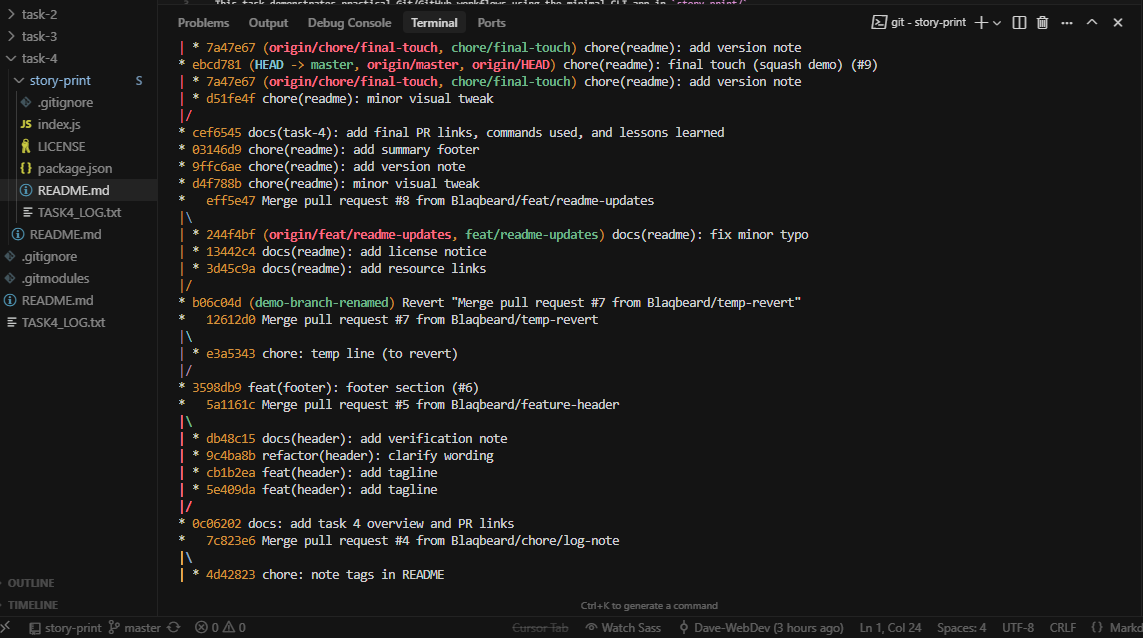 task-2
task-3
task-4
story-print S
.gitignore
JS index.js
LICENSE
{} package.json
README.md
TASK4_LOG.txt
README.md
.gitignore
.gitmodules
README.md
TASK4_LOG.txt
OUTLINE
TIMELINE
Problems Output Debug Console Terminal Ports git - story-print
| * 7a47e67 (origin/chore/final-touch, chore/final-touch) chore(readme): add version note
* ebcd781 (HEAD -> master, origin/master, origin/HEAD) chore(readme): final touch (squash demo) (#9)
| * 7a47e67 (origin/chore/final-touch, chore/final-touch) chore(readme): add version note
| * d51fe4f chore(readme): minor visual tweak
|/
* cef6545 docs(task-4): add final PR links, commands used, and lessons learned
* 03146d9 chore(readme): add summary footer
* 9ffc6ae chore(readme): add version note
* d4f788b chore(readme): minor visual tweak
*   eff5e47 Merge pull request #8 from Blaqbeard/feat/readme-updates
|\
| * 244f4bf (origin/feat/readme-updates, feat/readme-updates) docs(readme): fix minor typo
| * 13442c4 docs(readme): add license notice
| * 3d45c9a docs(readme): add resource links
|/
* b06c04d (demo-branch-renamed) Revert "Merge pull request #7 from Blaqbeard/temp-revert"
*   12612d0 Merge pull request #7 from Blaqbeard/temp-revert
|\
| * e3a5343 chore: temp line (to revert)
|/
* 3598db9 feat(footer): footer section (#6)
*   5a1161c Merge pull request #5 from Blaqbeard/feature-header
|\
| * db48c15 docs(header): add verification note
| * 9c4ba8b refactor(header): clarify wording
| * cb1b2ea feat(header): add tagline
| * 5e409da feat(header): add tagline
|/
* 0c06202 docs: add task 4 overview and PR links
*   7c823e6 Merge pull request #4 from Blaqbeard/chore/log-note
|\
| * 4d42823 chore: note tags in README
Ctrl+K to generate a command
story-print master 0 0 Cursor Tab Watch Sass Dave-WebDev (3 hours ago) Ln 1, Col 24 Spaces: 4 UTF-8 CRLF {}